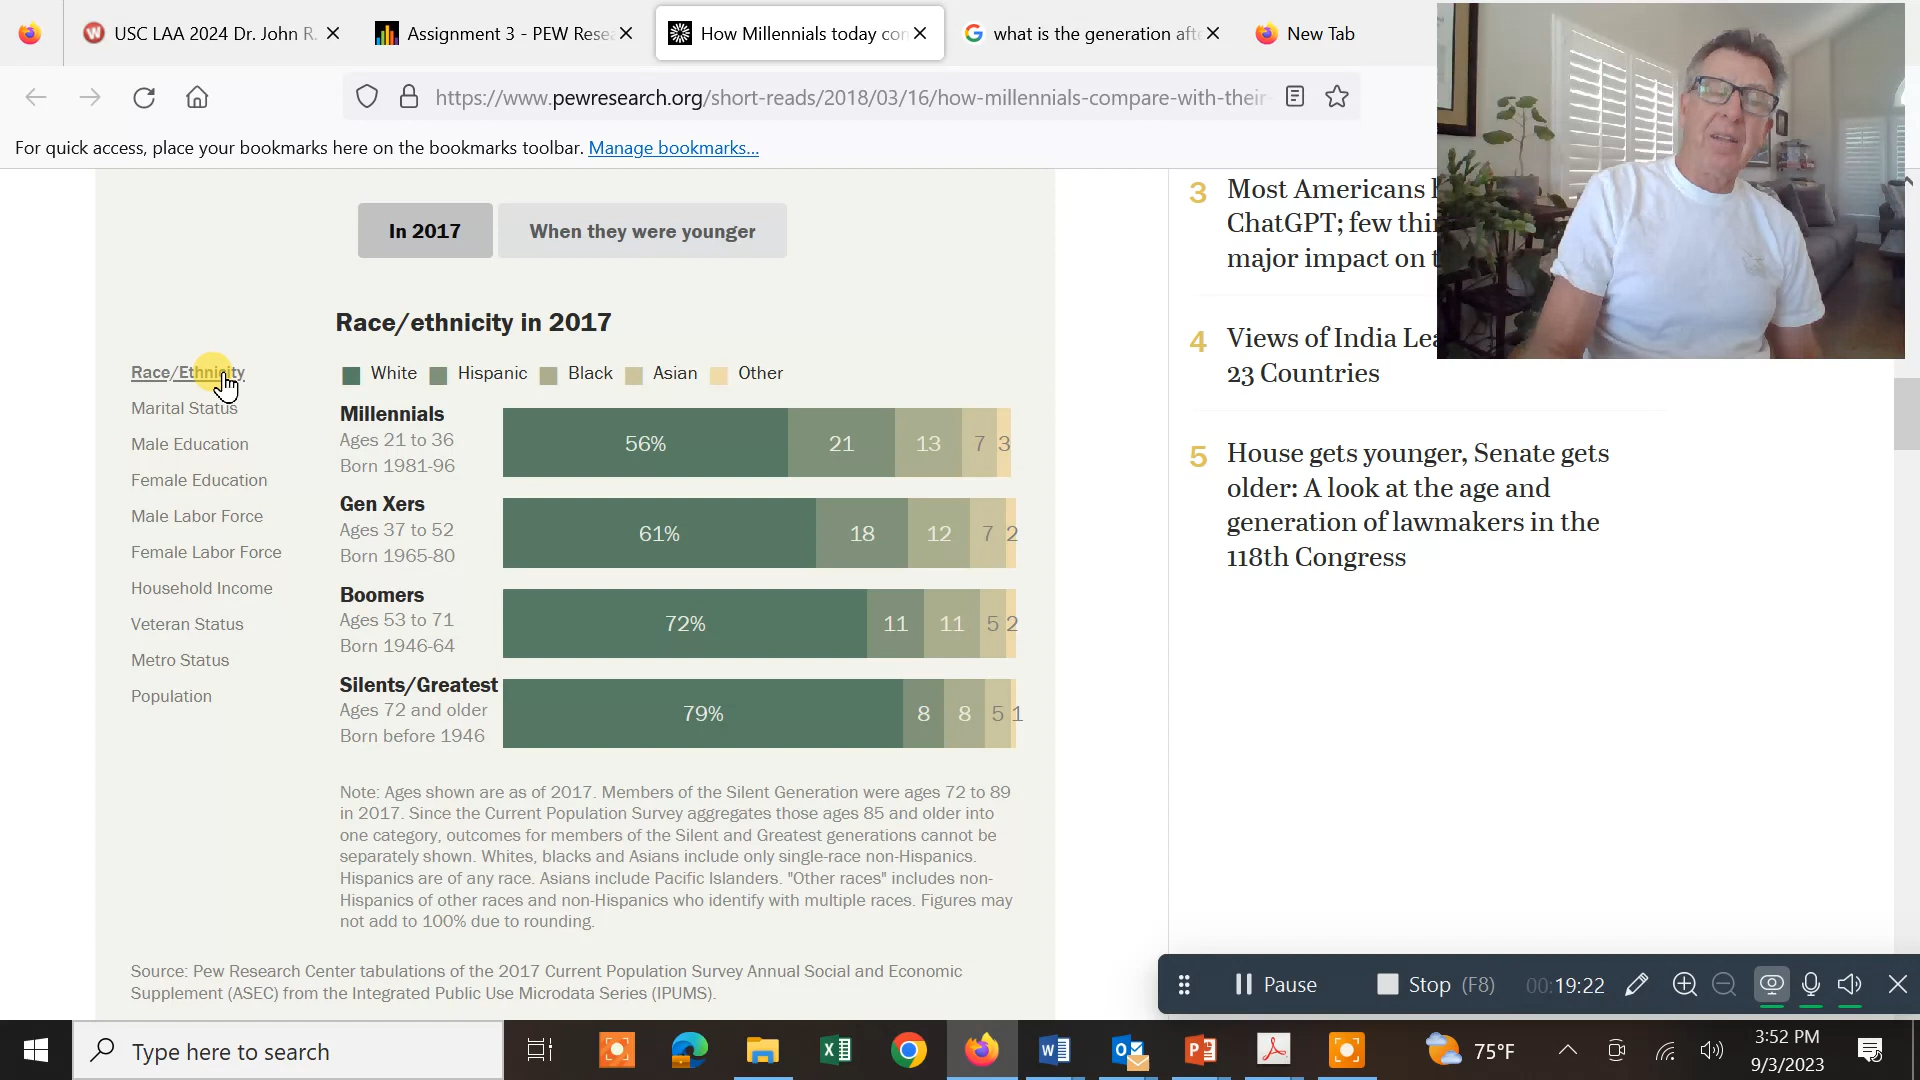 USC LAA 2024 Dr. John R.
Assignment 3 - PEW Rese
How Millennials today con
what is the generation afte
New Tab
https://www.pewresearch.org/short-reads/2018/03/16/how-millennials-compare-with-their-
For quick access, place your bookmarks here on the bookmarks toolbar. Manage bookmarks...
In 2017
When they were younger
Race/ethnicity in 2017
Race/Ethnicity
Marital Status
Male Education
Female Education
Male Labor Force
Female Labor Force
Household Income
Veteran Status
Metro Status
Population
White Hispanic Black Asian Other
Millennials
Ages 21 to 36
Born 1981-96
56% 21 13 7 3
Gen Xers
Ages 37 to 52
Born 1965-80
61% 18 12 7 2
Boomers
Ages 53 to 71
Born 1946-64
72% 11 11 5 2
Silents/Greatest
Ages 72 and older
Born before 1946
79% 8 8 5 1
Note: Ages shown are as of 2017. Members of the Silent Generation were ages 72 to 89
in 2017. Since the Current Population Survey aggregates those ages 85 and older into
one category, outcomes for members of the Silent and Greatest generations cannot be
separately shown. Whites, blacks and Asians include only single-race non-Hispanics.
Hispanics are of any race. Asians include Pacific Islanders. "Other races" includes non-
Hispanics of other races and non-Hispanics who identify with multiple races. Figures may
not add to 100% due to rounding.
Source: Pew Research Center tabulations of the 2017 Current Population Survey Annual Social and Economic
Supplement (ASEC) from the Integrated Public Use Microdata Series (IPUMS).
3
Most Americans
ChatGPT; few thi
major impact on
4
Views of India Lea
23 Countries
5
House gets younger, Senate gets
older: A look at the age and
generation of lawmakers in the
118th Congress
Pause
Stop (F8)
00:19:22
Type here to search
75°F
3:52 PM
9/3/2023